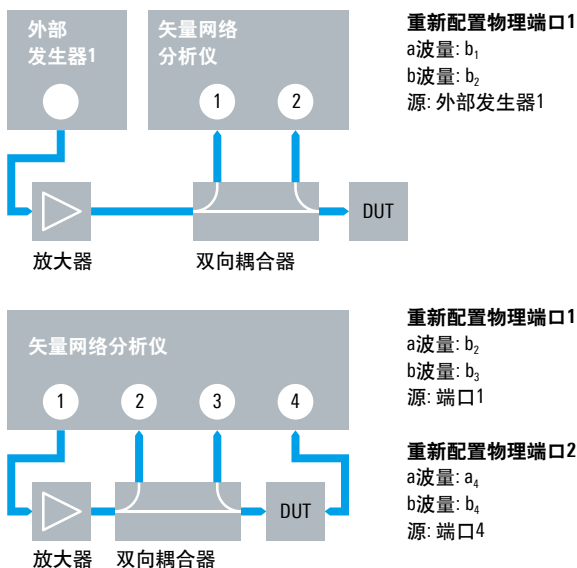 外部
发生器1
矢量网络
分析仪
1
2
DUT
放大器
双向耦合器
重新配置物理端口1
a波量: b₁
b波量: b₂
源: 外部发生器1
矢量网络分析仪
1
2
3
4
DUT
放大器
双向耦合器
重新配置物理端口1
a波量: b₂
b波量: b₃
源: 端口1
重新配置物理端口2
a波量: a₄
b波量: b₄
源: 端口4